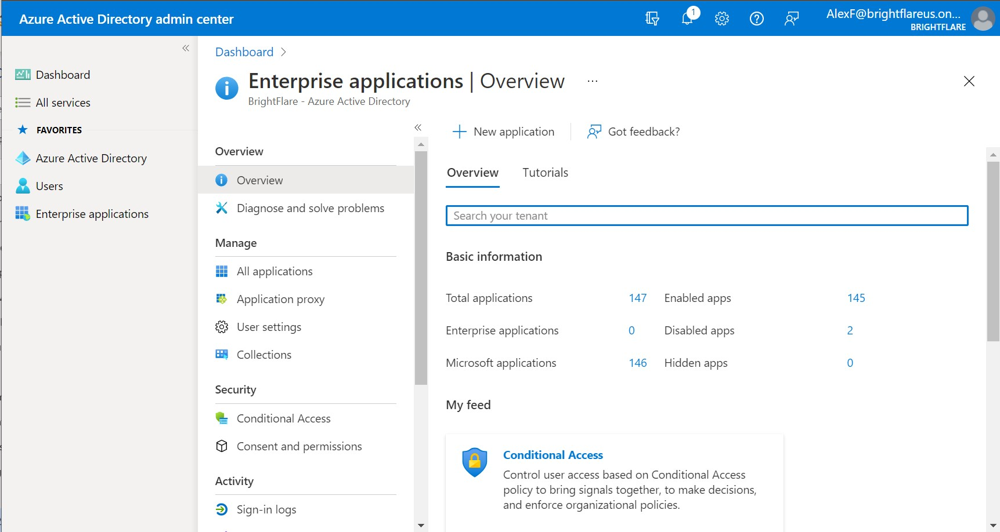 Azure Active Directory admin center
1
AlexF@brightflareus.on...
BRIGHTFLARE
Dashboard
All services
FAVORITES
Azure Active Directory
Users
Enterprise applications
Dashboard
Enterprise applications | Overview ...
BrightFlare - Azure Active Directory
Overview
Overview
Diagnose and solve problems
Manage
All applications
Application proxy
User settings
Collections
Security
Conditional Access
Consent and permissions
Activity
Sign-in logs
New application
Got feedback?
Overview Tutorials
Search your tenant
Basic information
Total applications 147 Enabled apps 145
Enterprise applications 0 Disabled apps 2
Microsoft applications 146 Hidden apps 0
My feed
Conditional Access
Control user access based on Conditional Access
policy to bring signals together, to make decisions,
and enforce organizational policies.